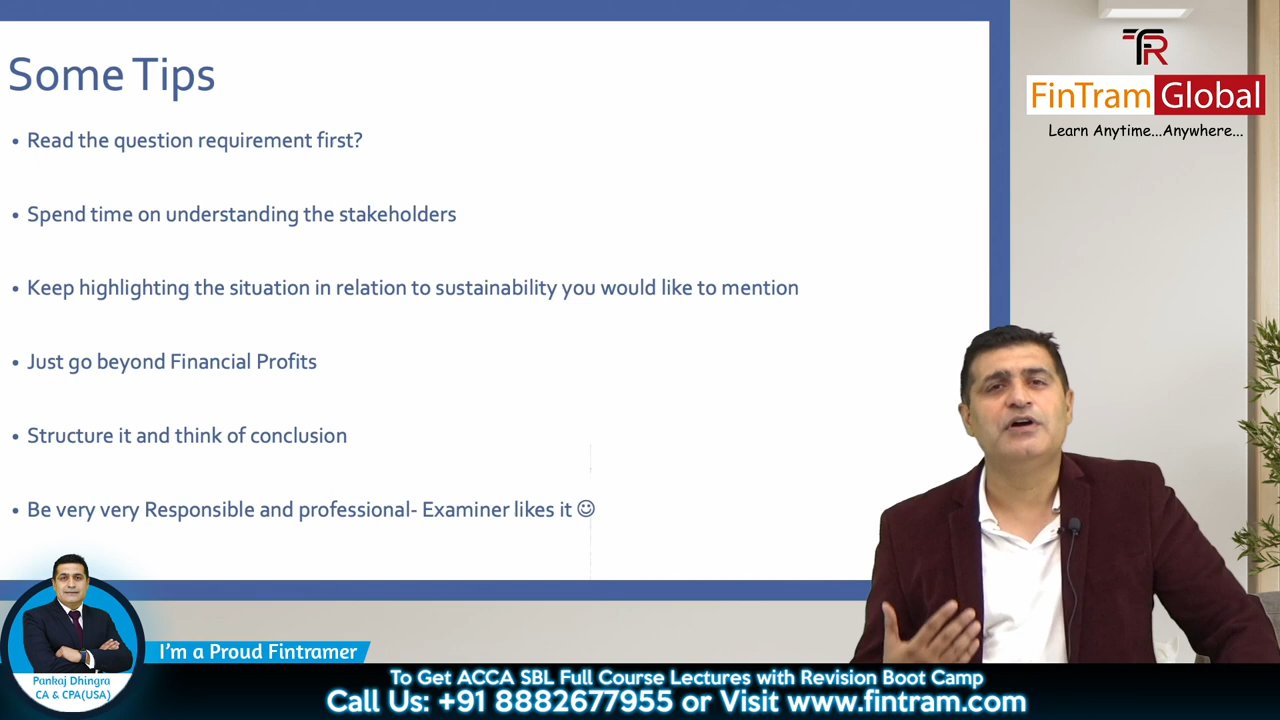 Some Tips
• Read the question requirement first?
• Spend time on understanding the stakeholders
• Keep highlighting the situation in relation to sustainability you would like to mention
• Just go beyond Financial Profits
• Structure it and think of conclusion
• Be very very Responsible and professional- Examiner likes it ☺
TR
FinTram Global
Learn Anytime...Anywhere...
I'm a Proud Fintramer
Pankaj Dhingra
CA & CPA(USA)
To Get ACCA SBL Full Course Lectures with Revision Boot Camp
Call Us: +91 8882677955 or Visit www.fintram.com